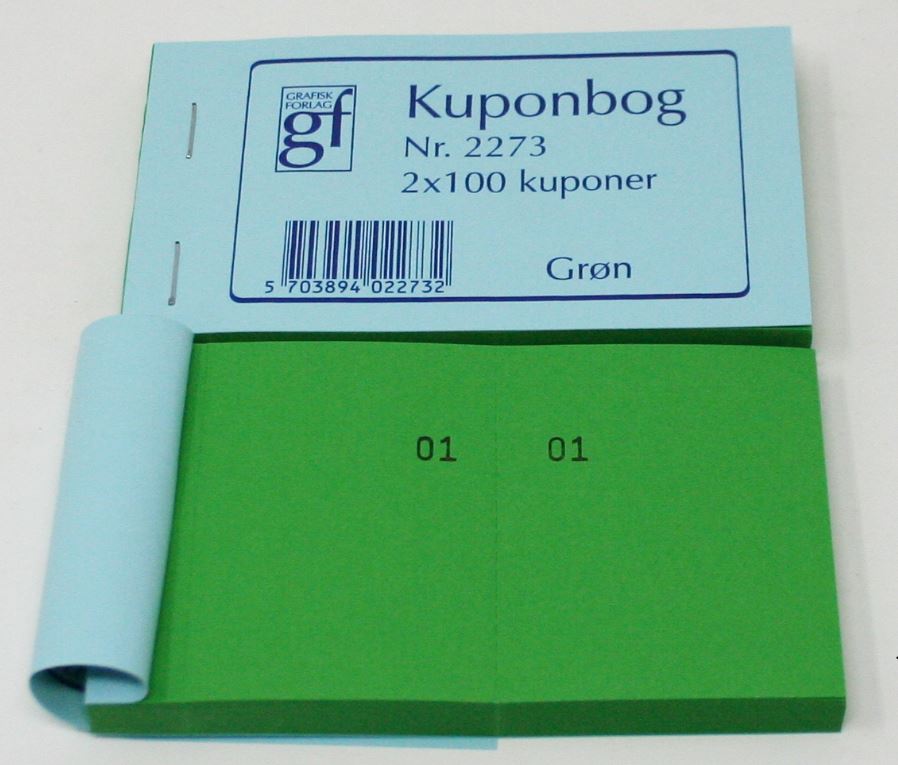 GRAFISK
FORLAG
gf
Kuponbog
Nr. 2273
2x100 kuponer
5 703894 022732
Grøn
01 01